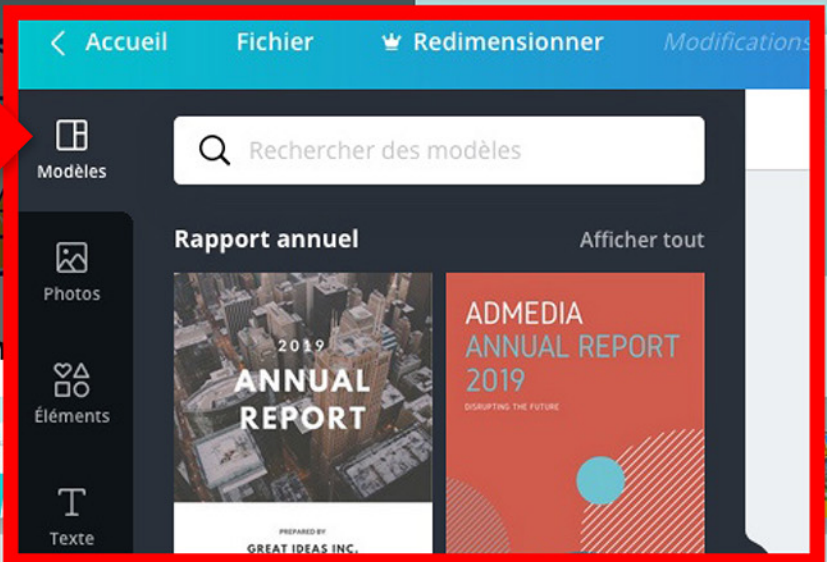 Accueil Fichier Redimensionner Modifications
Modèles
Rechercher des modèles
Rapport annuel Afficher tout
Photos
Éléments
Texte
2019
ANNUAL
REPORT
PREPARED BY
GREAT IDEAS INC.
ADMEDIA
ANNUAL REPORT
2019
DISRUPTING THE FUTURE